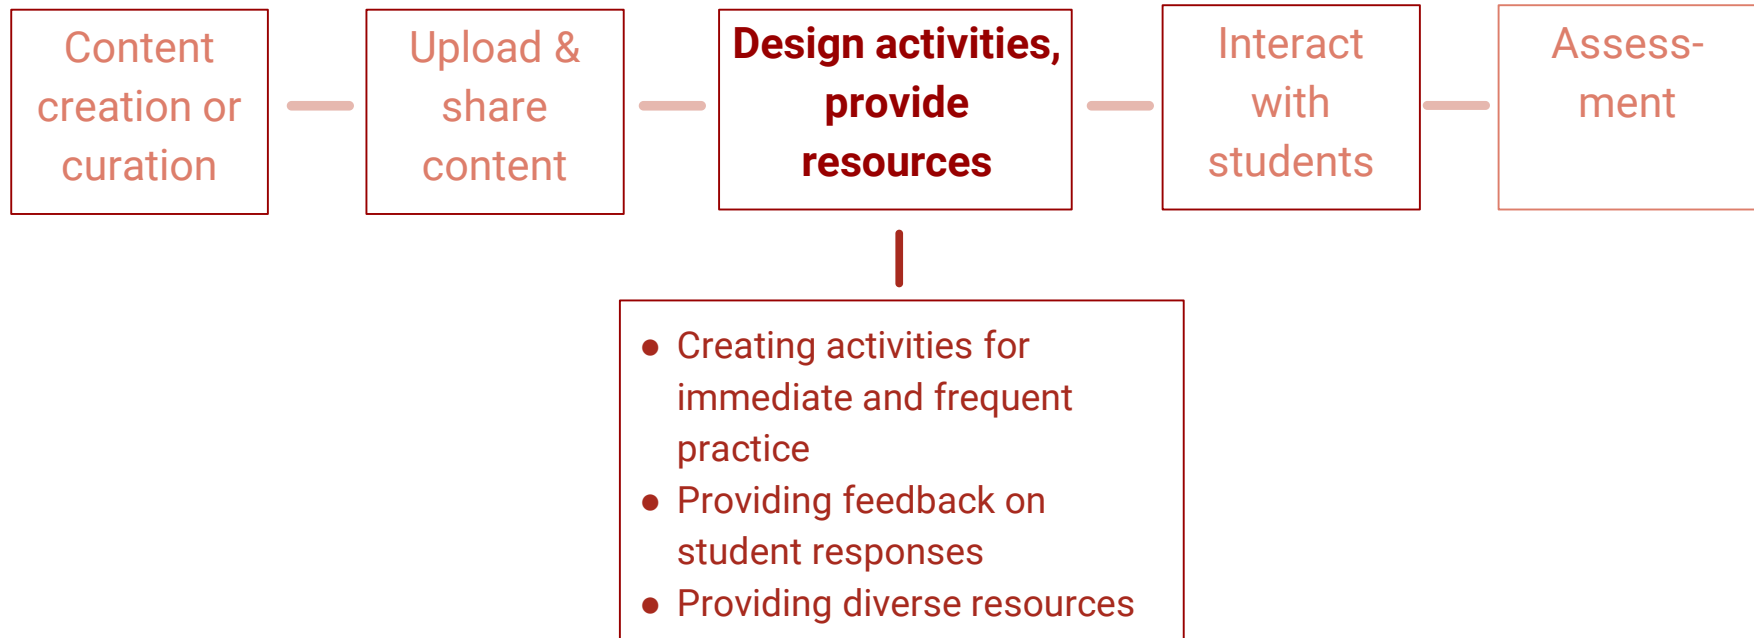 Content
creation or
curation
Upload &
share
content
Design activities,
provide
resources
Interact
with
students
Assess-
ment
● Creating activities for
immediate and frequent
practice
● Providing feedback on
student responses
● Providing diverse resources